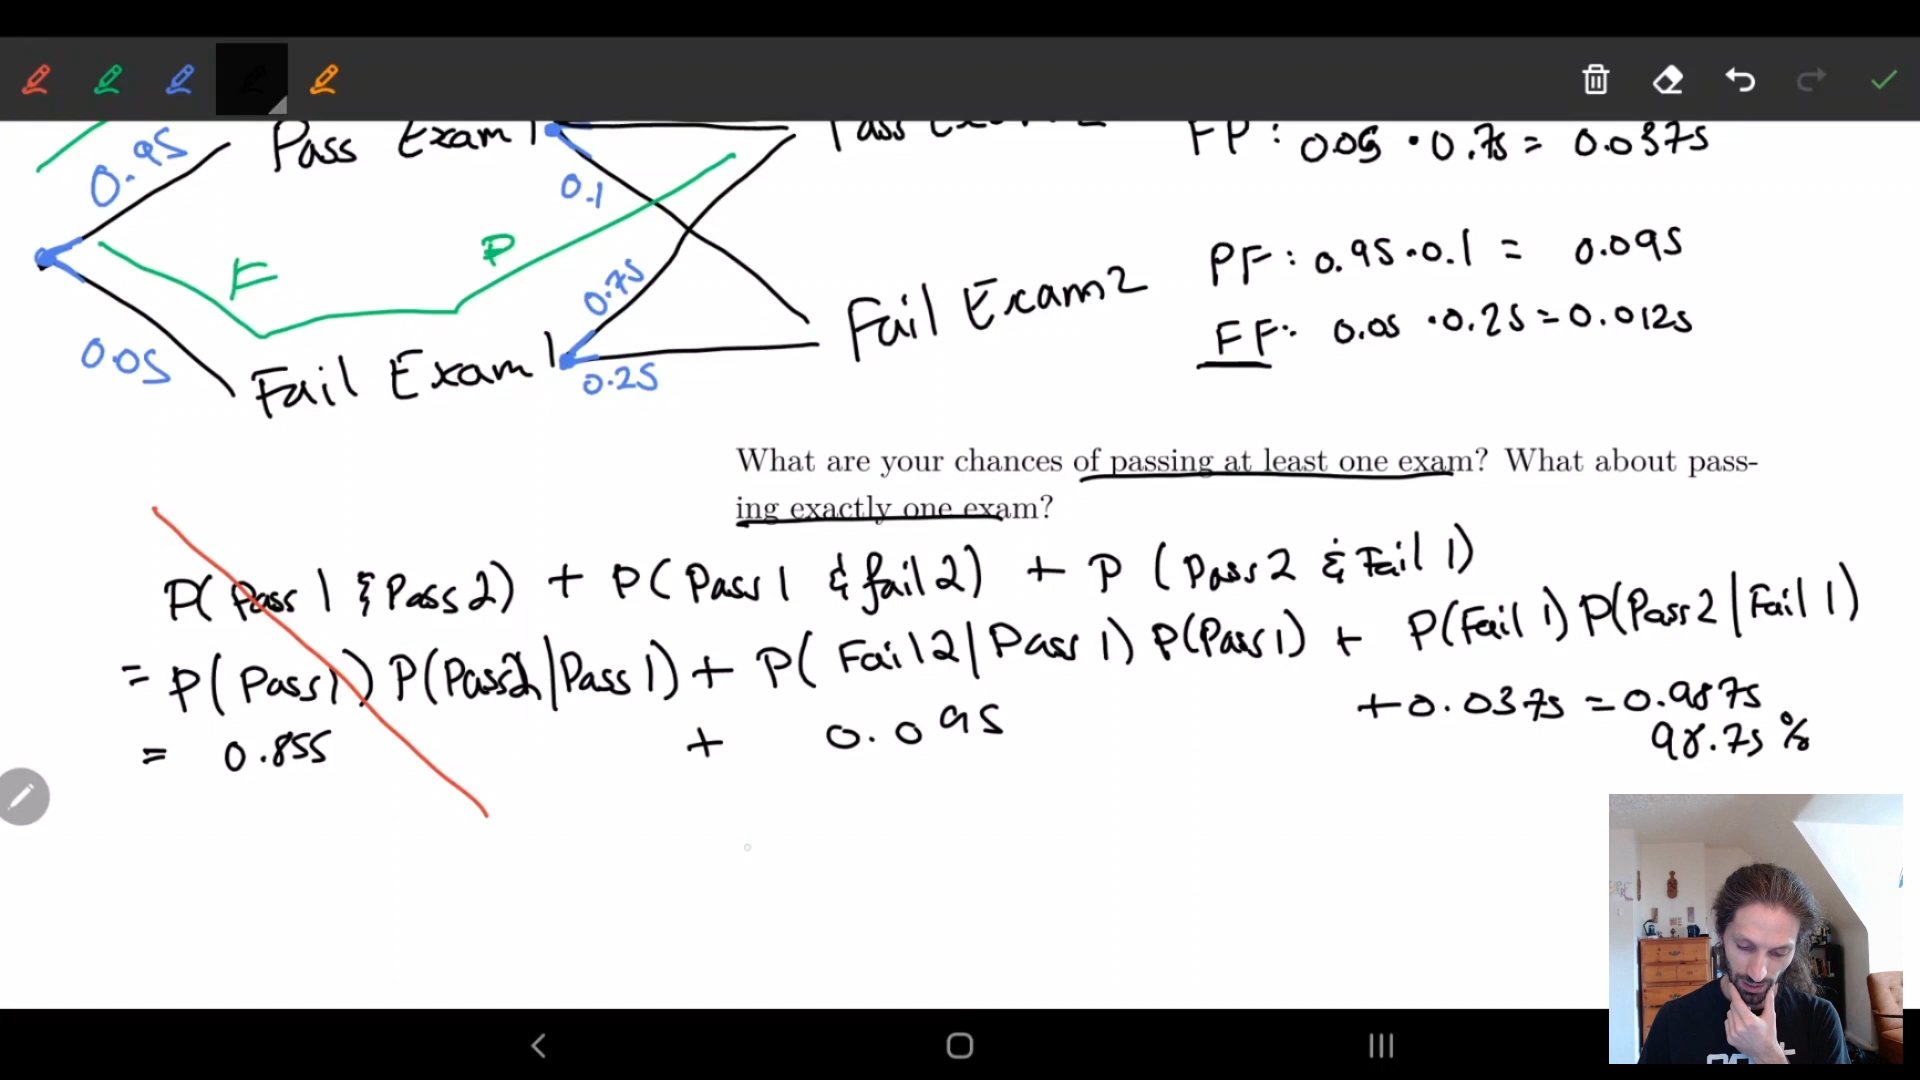 0.95
Pass Exam 1
FP: 0.05 · 0.75 = 0.0375
0.1
F
P
0.75
PF: 0.95 · 0.1 = 0.095
Fail Exam 2
FF: 0.05 · 0.25 = 0.0125
0.05
Fail Exam 1
0.25
What are your chances of passing at least one exam? What about pass-
ing exactly one exam?
P(Pass 1 & Pass 2) + P(Pass 1 & fail 2) + P (Pass 2 & Fail 1)
= P(Pass 1) P(Pass 2 | Pass 1) + P( Fail 2 | Pass 1) P(Pass 1) + P(Fail 1) P(Pass 2 | Fail 1)
= 0.855 + 0.095 + 0.0375 = 0.9875
98.75 %